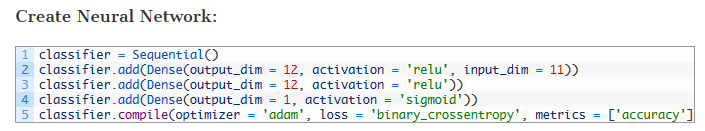 Create Neural Network:
1 classifier = Sequential()
2 classifier.add(Dense(output_dim = 12, activation = 'relu', input_dim = 11))
3 classifier.add(Dense(output_dim = 12, activation = 'relu'))
4 classifier.add(Dense(output_dim = 1, activation = 'sigmoid'))
5 classifier.compile(optimizer = 'adam', loss = 'binary_crossentropy', metrics = ['accuracy']